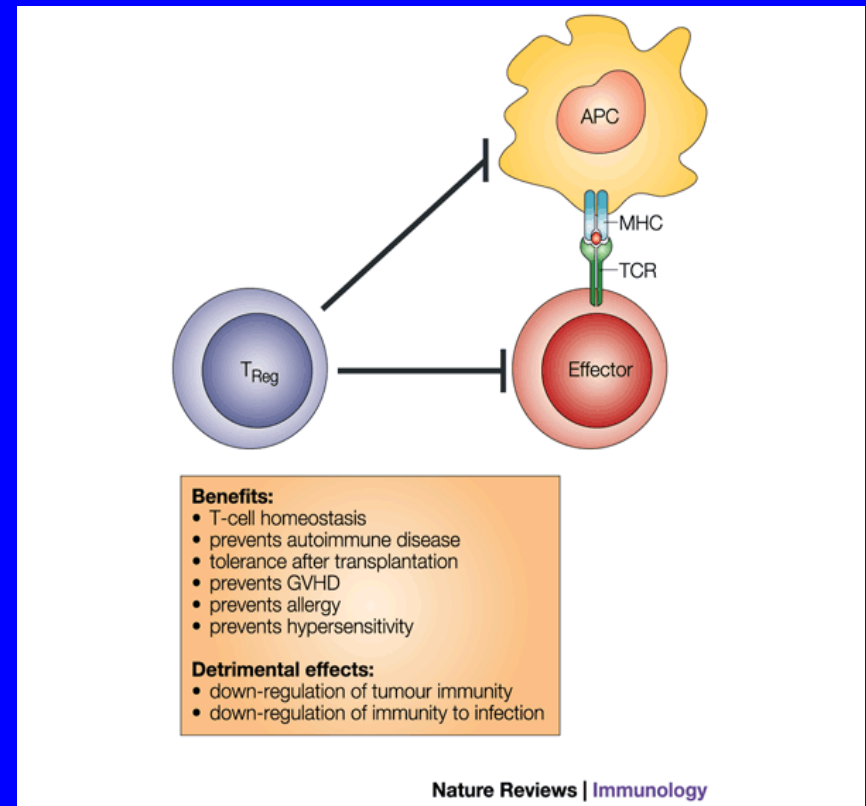 APC
MHC
TCR
TReg
Effector
Benefits:
• T-cell homeostasis
• prevents autoimmune disease
• tolerance after transplantation
• prevents GVHD
• prevents allergy
• prevents hypersensitivity
Detrimental effects:
• down-regulation of tumour immunity
• down-regulation of immunity to infection
Nature Reviews | Immunology